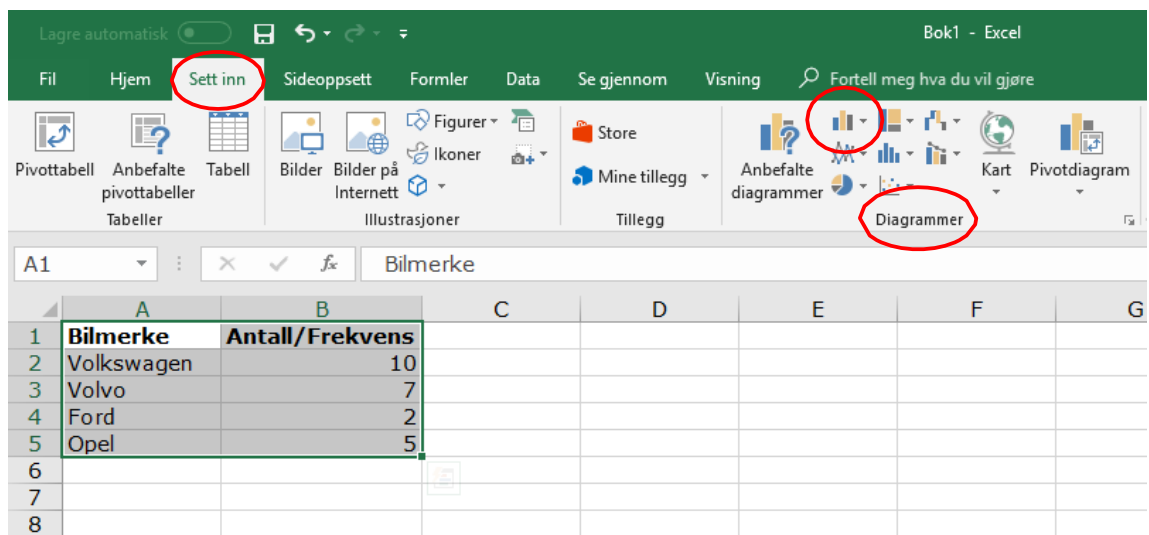 Lagre automatisk
Bok1 - Excel
Fil Hjem Sett inn Sideoppsett Formler Data Se gjennom Visning Fortell meg hva du vil gjøre
Pivottabell
Anbefalte
pivottabeller
Tabell
Tabeller
Bilder
Bilder på
Internett
Figurer
Ikoner
Illustrasjoner
Store
Mine tillegg
Tillegg
Anbefalte
diagrammer
Kart
Pivotdiagram
Diagrammer
A1 fx Bilmerke
A B C D E F G
1 Bilmerke Antall/Frekvens
2 Volkswagen 10
3 Volvo 7
4 Ford 2
5 Opel 5
6
7
8